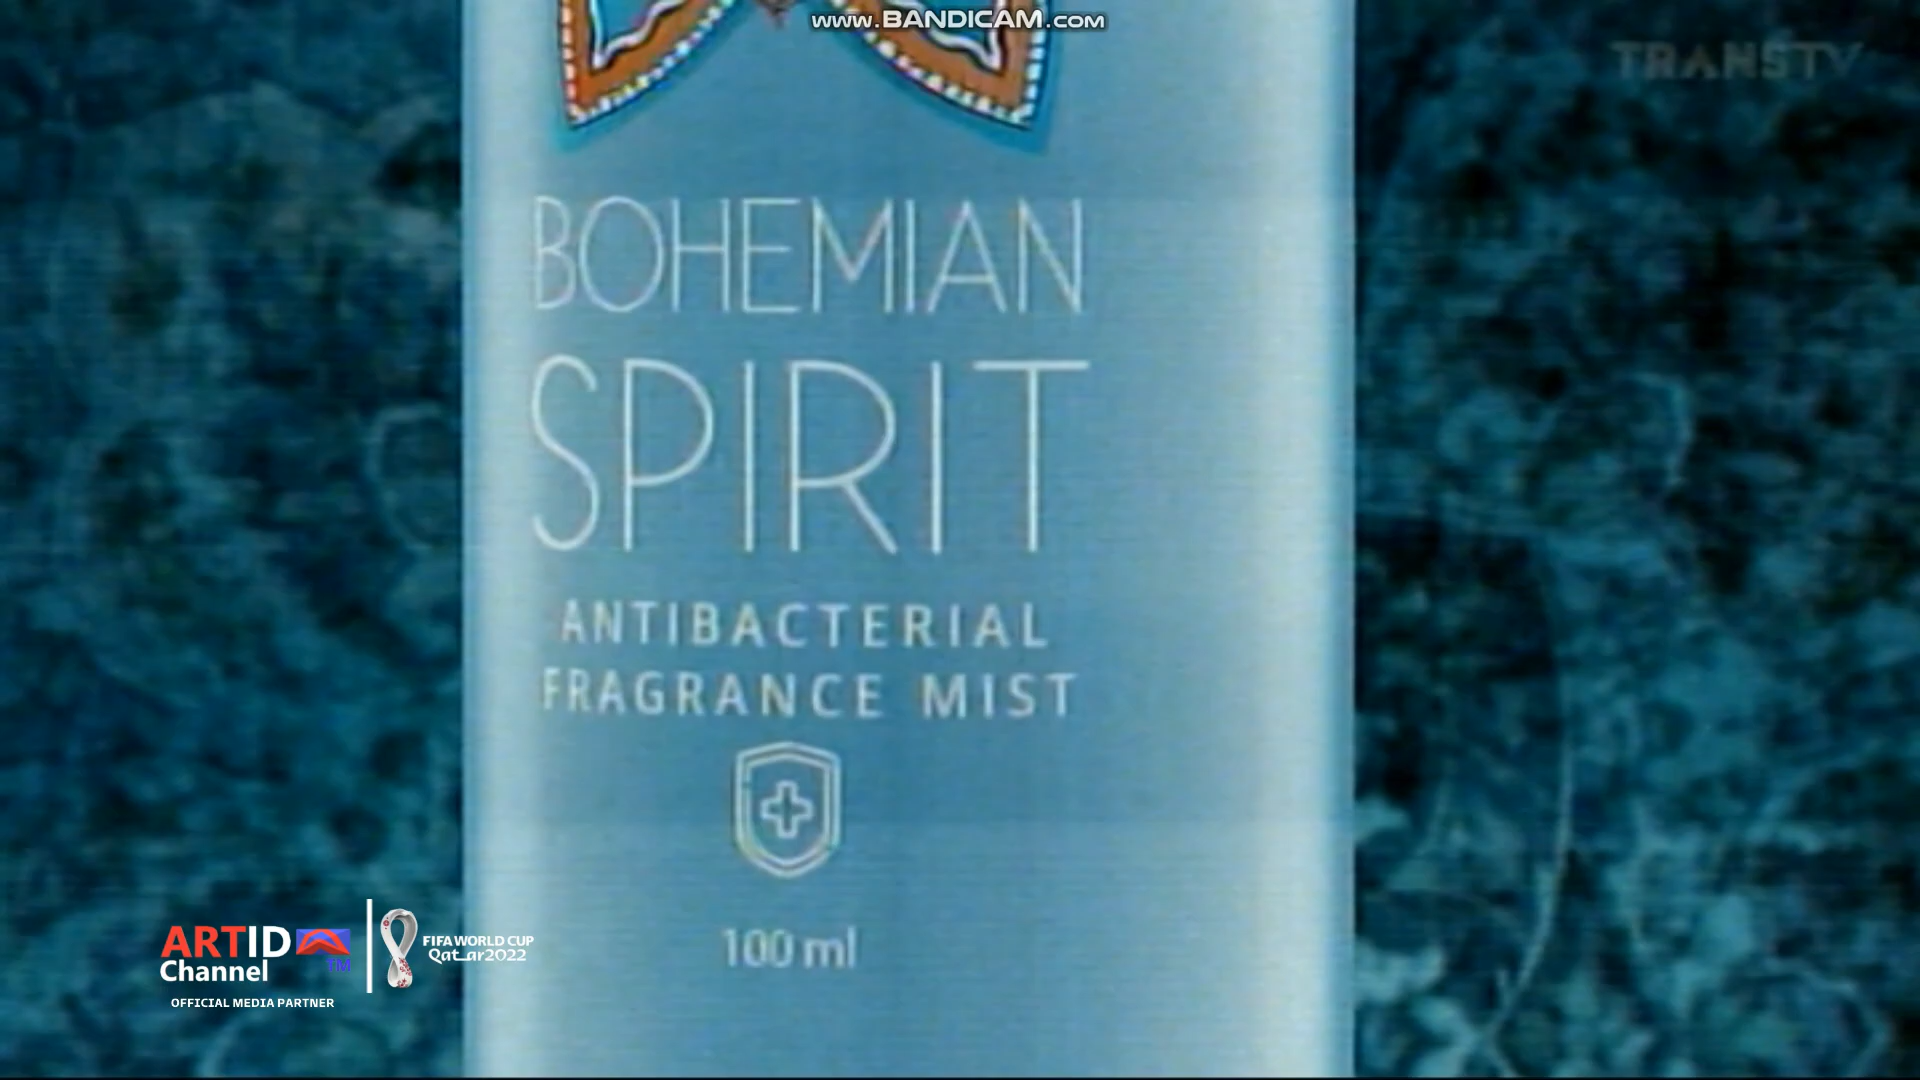 www.BANDICAM.com
TRANSTV
BOHEMIAN
SPIRIT
ANTIBACTERIAL
FRAGRANCE MIST
100 ml
ARTID
Channel
TM
FIFA WORLD CUP
Qatar2022
OFFICIAL MEDIA PARTNER